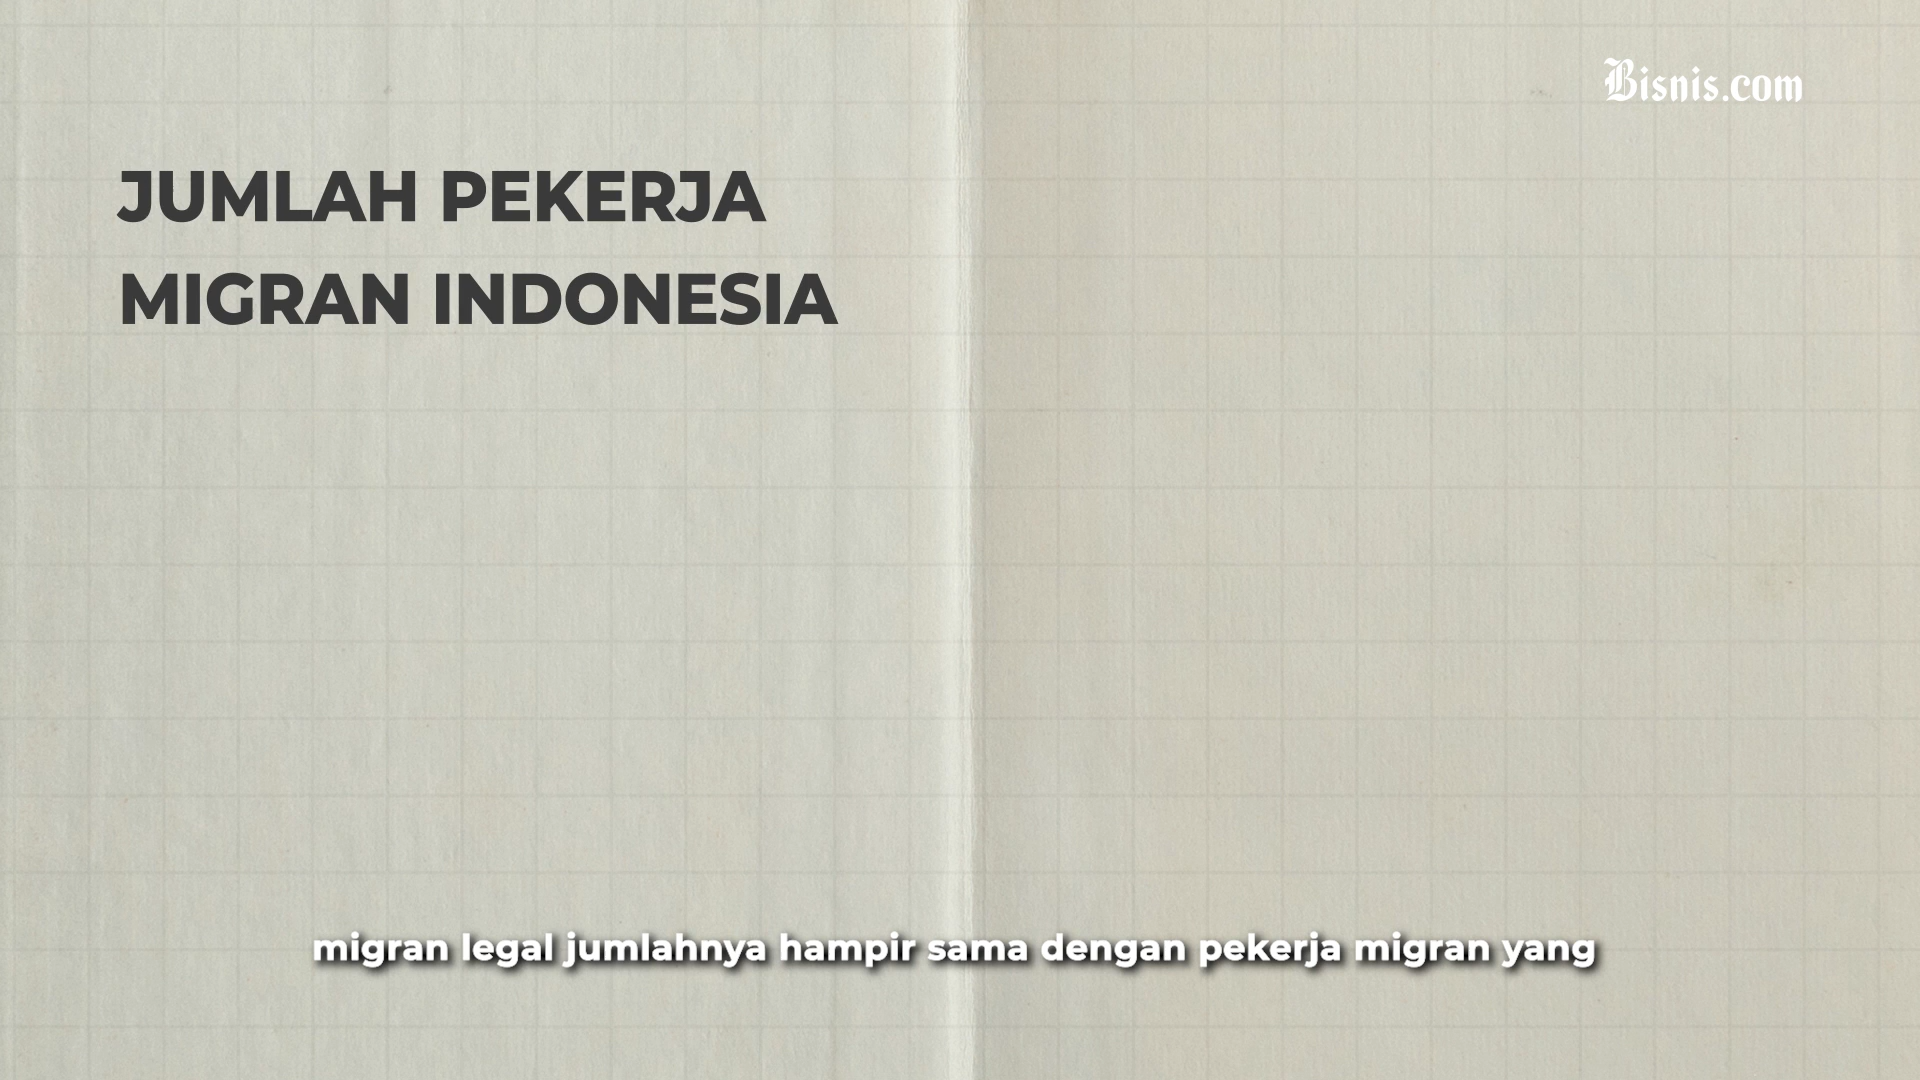 Bisnis.com
JUMLAH PEKERJA
MIGRAN INDONESIA
migran legal jumlahnya hampir sama dengan pekerja migran yang